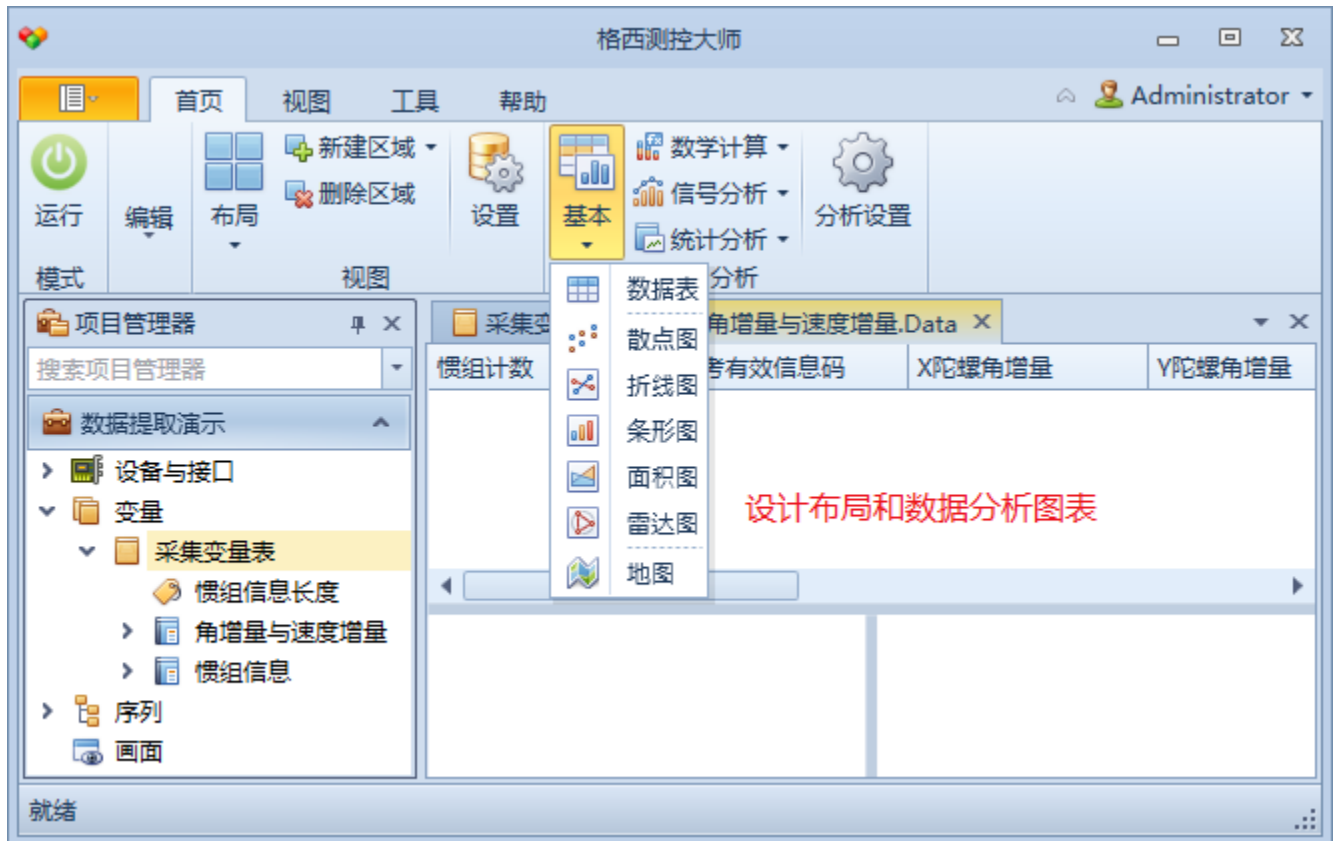 格西测控大师
首页 视图 工具 帮助 Administrator
新建区域 数学计算
删除区域 信号分析
运行 编辑 布局 设置 基本 统计分析 分析设置
模式 视图 分析
数据表
散点图
折线图
条形图
面积图
雷达图
地图
项目管理器
搜索项目管理器
数据提取演示
设备与接口
变量
采集变量表
惯组信息长度
角增量与速度增量
惯组信息
序列
画面
采集 角增量与速度增量.Data
惯组计数 有效信息码 X陀螺角增量 Y陀螺角增量
设计布局和数据分析图表
就绪